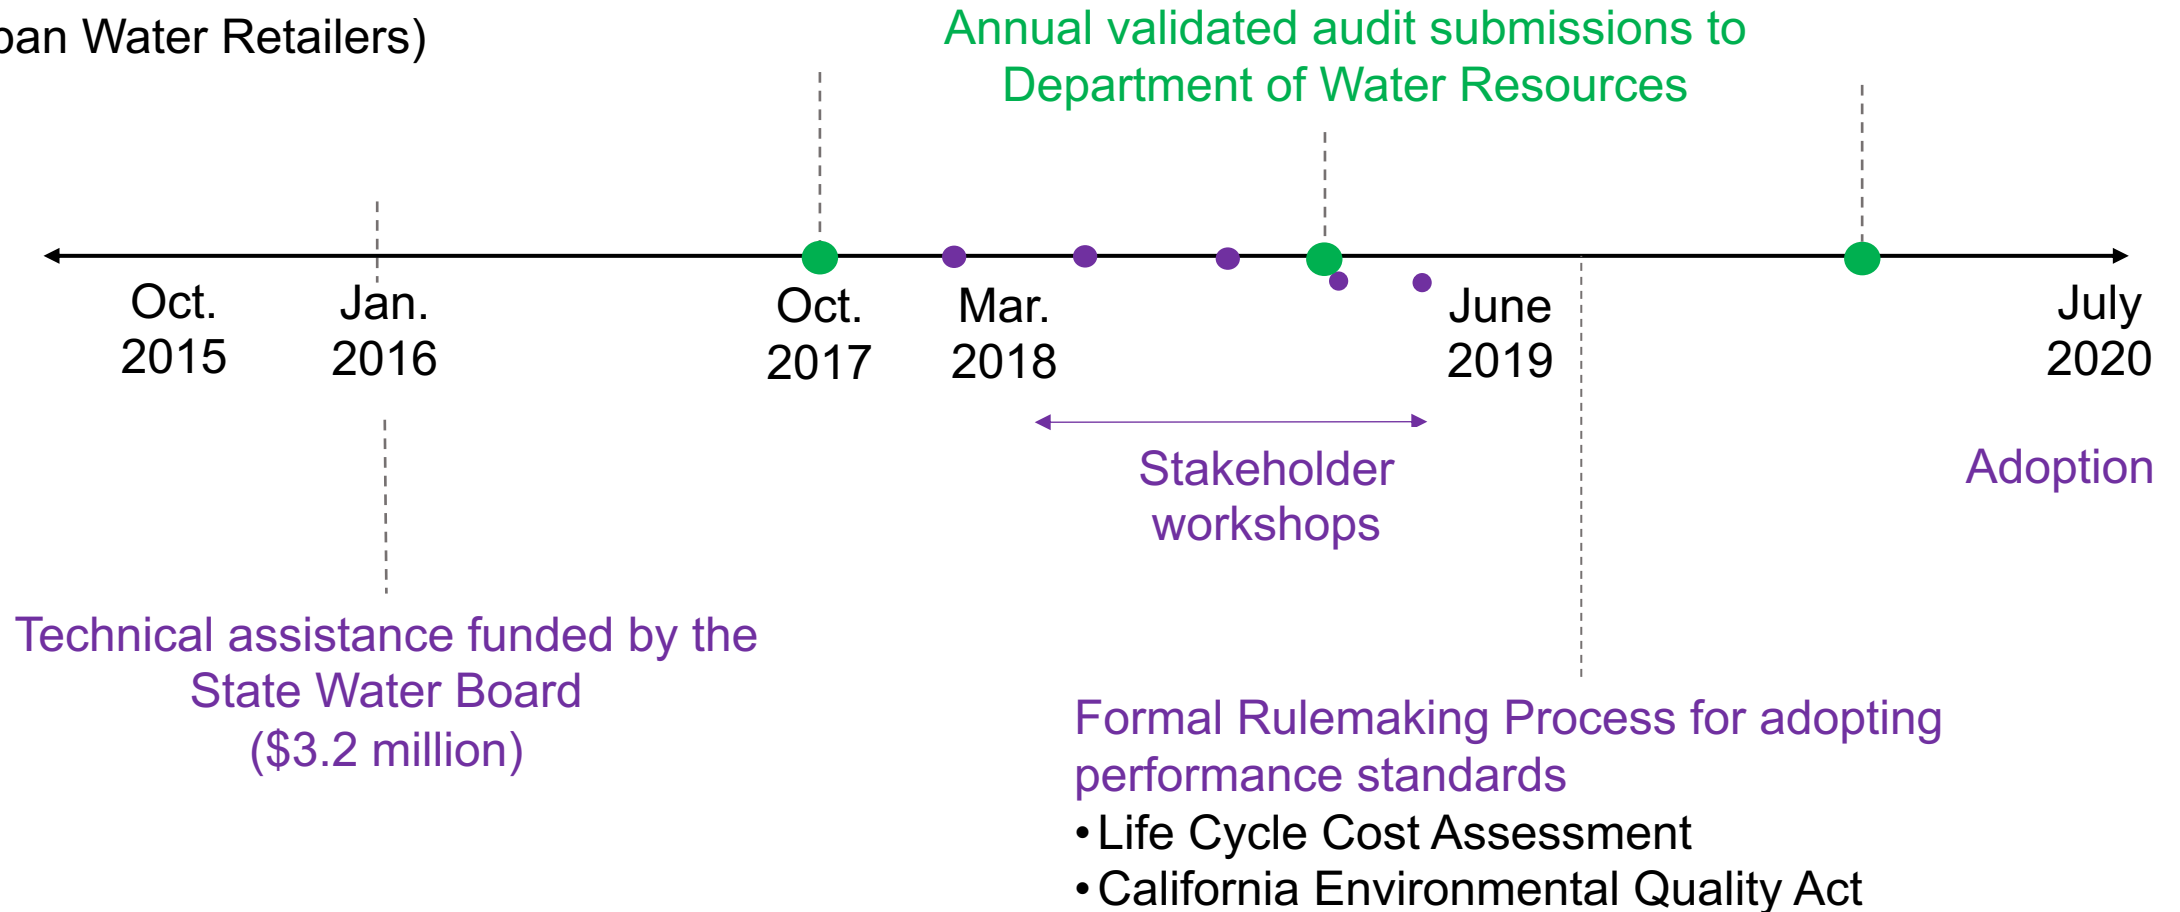 Water Retailers)
Annual validated audit submissions to
Department of Water Resources
Oct.
2015
Jan.
2016
Oct.
2017
Mar.
2018
June
2019
July
2020
Stakeholder
workshops
Adoption
Technical assistance funded by the
State Water Board
($3.2 million)
Formal Rulemaking Process for adopting
performance standards
• Life Cycle Cost Assessment
• California Environmental Quality Act